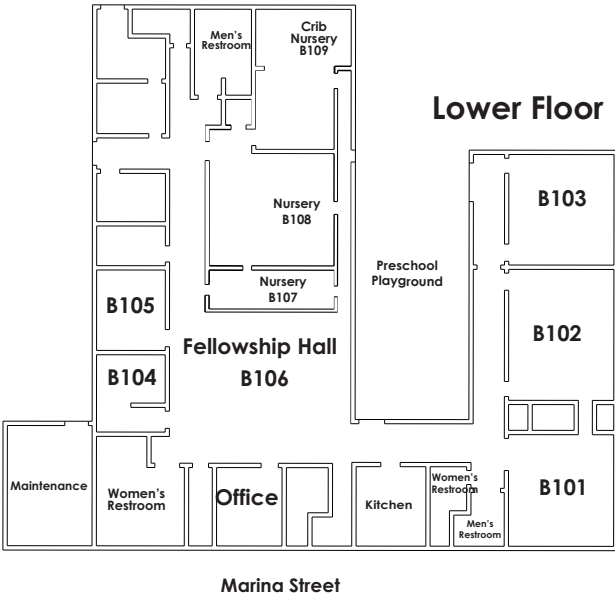 Men's
Restroom
Crib
Nursery
B109
Lower Floor
B103
Nursery
B108
Preschool
Playground
Nursery
B107
B105
B102
Fellowship Hall
B106
B104
Maintenance
Women's
Restroom
Office
Kitchen
Women's
Restroom
B101
Men's
Restroom
Marina Street